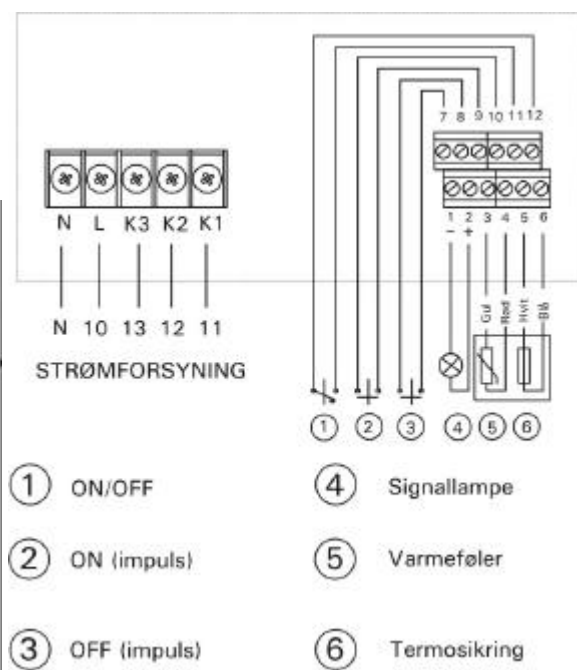 7 8 9 10 11 12
N L K3 K2 K1
1 2 3 4 5 6
− +
N 10 13 12 11
Gul Rød Hvit Blå
STRØMFORSYNING
1 2 3 4 5 6
1 ON/OFF
4 Signallampe
2 ON (impuls)
5 Varmeføler
3 OFF (impuls)
6 Termosikring